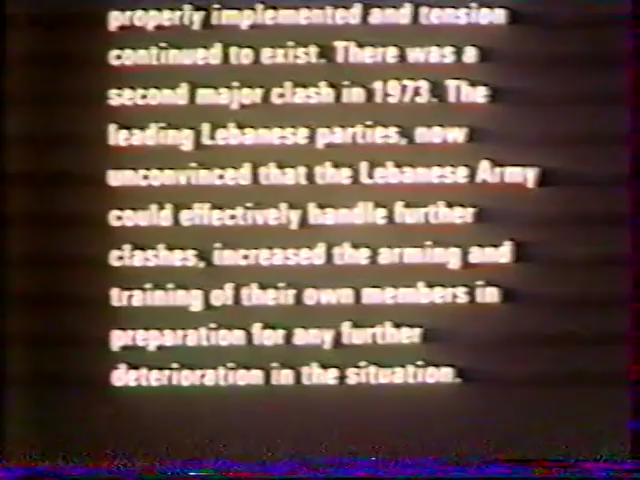 properly implemented and tension
continued to exist. There was a
second major clash in 1973. The
leading Lebanese parties, now
unconvinced that the Lebanese Army
could effectively handle further
clashes, increased the arming and
training of their own members in
preparation for any further
deterioration in the situation.